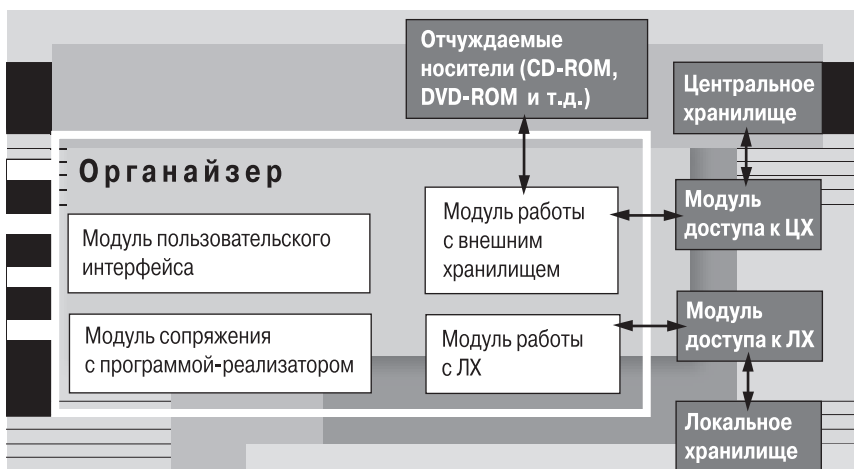 Отчуждаемые
носители (CD-ROM,
DVD-ROM и т.д.)
Центральное
хранилище
Органайзер
Модуль пользовательского
интерфейса
Модуль работы
с внешним
хранилищем
Модуль
доступа к ЦХ
Модуль сопряжения
с программой-реализатором
Модуль работы
с ЛХ
Модуль
доступа к ЛХ
Локальное
хранилище